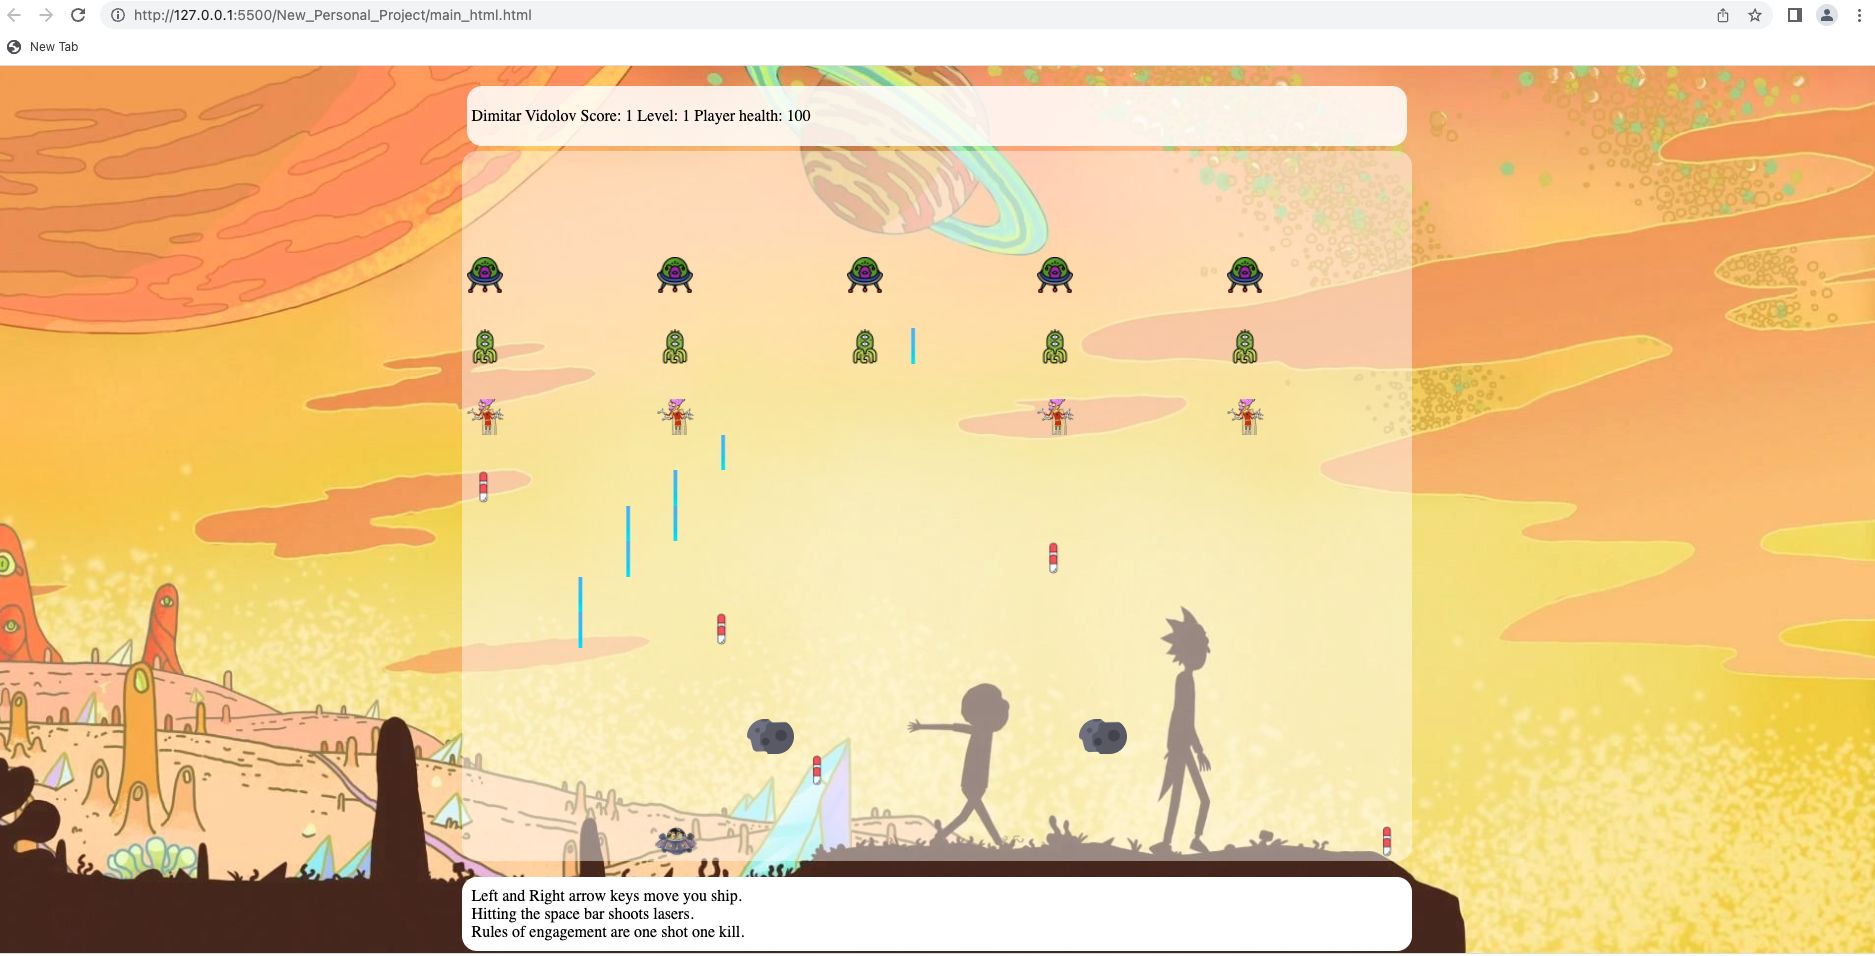 http://127.0.0.1:5500/New_Personal_Project/main_html.html
New Tab
Dimitar Vidolov Score: 1 Level: 1 Player health: 100
Left and Right arrow keys move you ship.
Hitting the space bar shoots lasers.
Rules of engagement are one shot one kill.